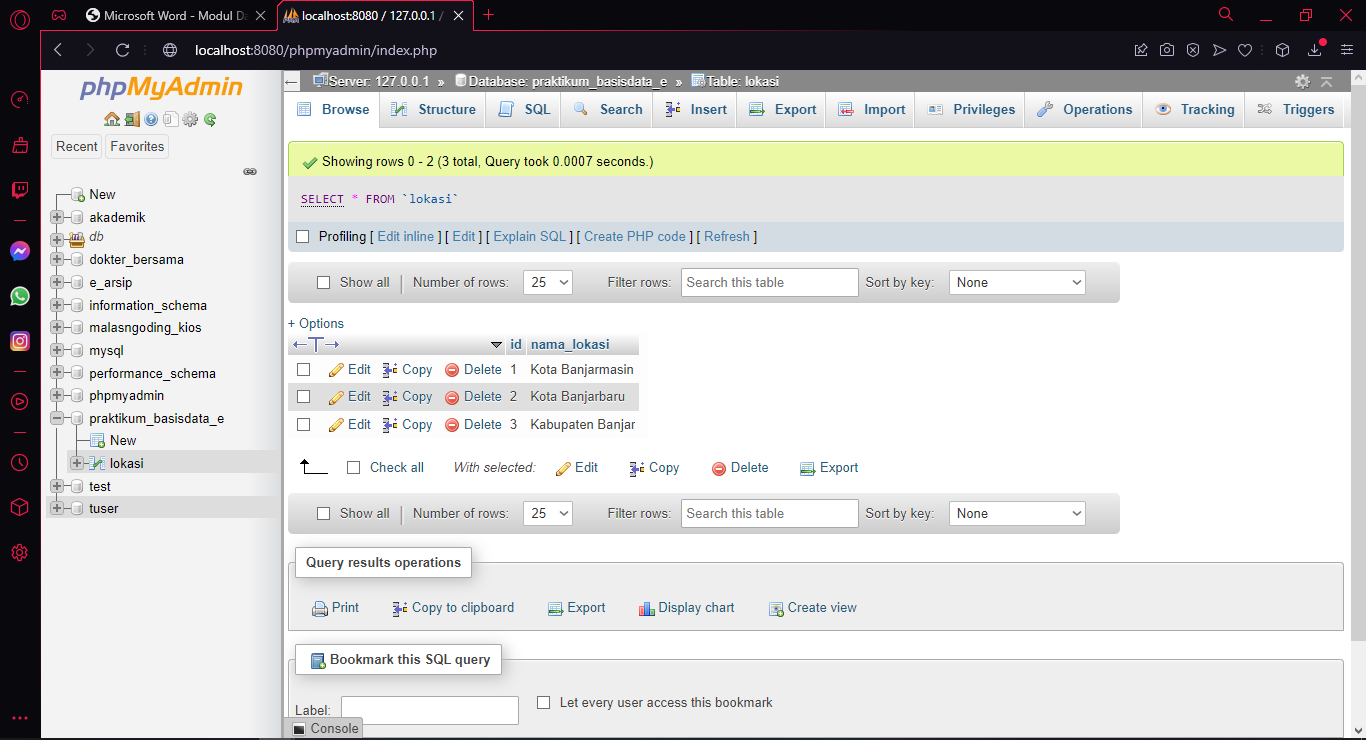 Microsoft Word - Modul Da
localhost:8080 / 127.0.0.1 /
localhost:8080/phpmyadmin/index.php
phpMyAdmin
Recent
Favorites
New
akademik
db
dokter_bersama
e_arsip
information_schema
malasngoding_kios
mysql
performance_schema
phpmyadmin
praktikum_basisdata_e
New
lokasi
test
tuser
Server: 127.0.0.1 » Database: praktikum_basisdata_e » Table: lokasi
Browse Structure SQL Search Insert Export Import Privileges Operations Tracking Triggers
Showing rows 0 - 2 (3 total, Query took 0.0007 seconds.)
SELECT * FROM `lokasi`
Profiling [ Edit inline ] [ Edit ] [ Explain SQL ] [ Create PHP code ] [ Refresh ]
Show all | Number of rows: 25 Filter rows: Search this table Sort by key: None
+ Options
←T→ id nama_lokasi
Edit Copy Delete 1 Kota Banjarmasin
Edit Copy Delete 2 Kota Banjarbaru
Edit Copy Delete 3 Kabupaten Banjar
Check all With selected: Edit Copy Delete Export
Show all | Number of rows: 25 Filter rows: Search this table Sort by key: None
Query results operations
Print Copy to clipboard Export Display chart Create view
Bookmark this SQL query
Label: Let every user access this bookmark
Console